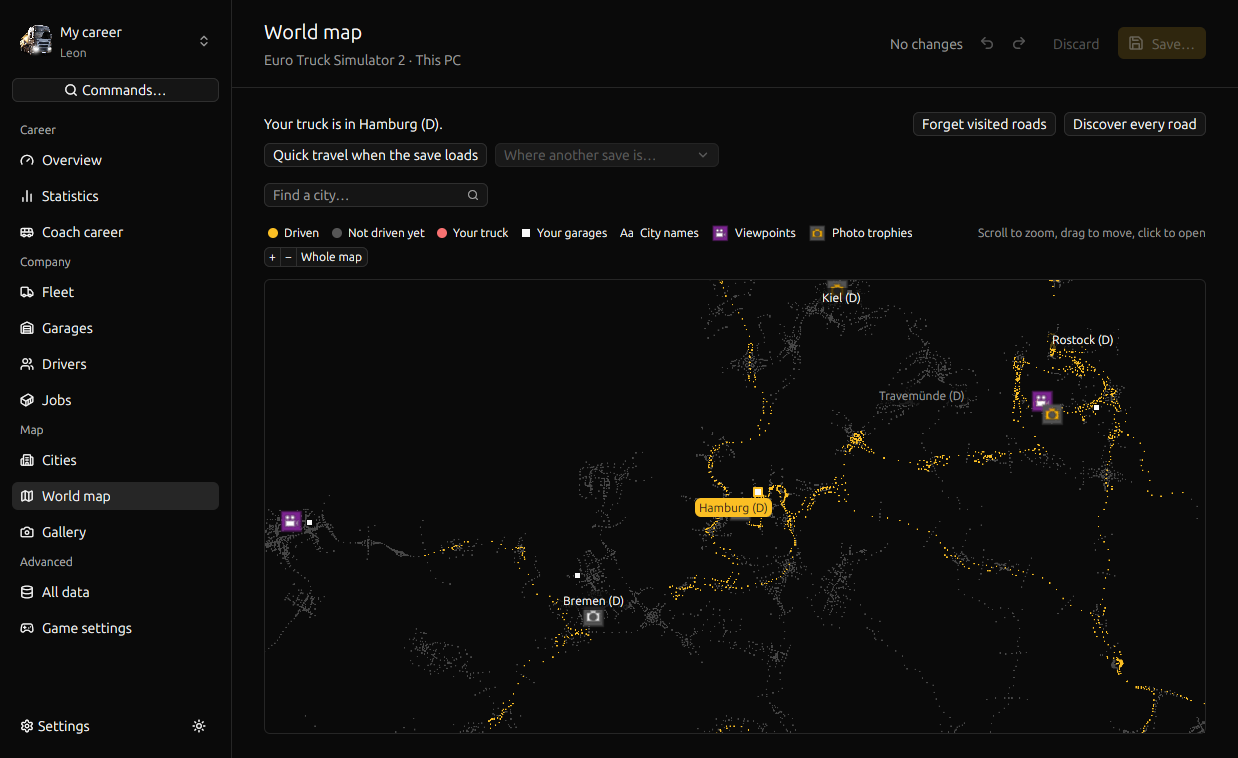 My career
Leon
Commands…
Career
Overview
Statistics
Coach career
Company
Fleet
Garages
Drivers
Jobs
Map
Cities
World map
Gallery
Advanced
All data
Game settings
Settings
World map
Euro Truck Simulator 2 · This PC
No changes
Discard
Save…
Your truck is in Hamburg (D).
Forget visited roads
Discover every road
Quick travel when the save loads
Where another save is…
Find a city…
Driven
Not driven yet
Your truck
Your garages
Aa City names
Viewpoints
Photo trophies
Scroll to zoom, drag to move, click to open
+ − Whole map
Kiel (D)
Rostock (D)
Travemünde (D)
Hamburg (D)
Bremen (D)